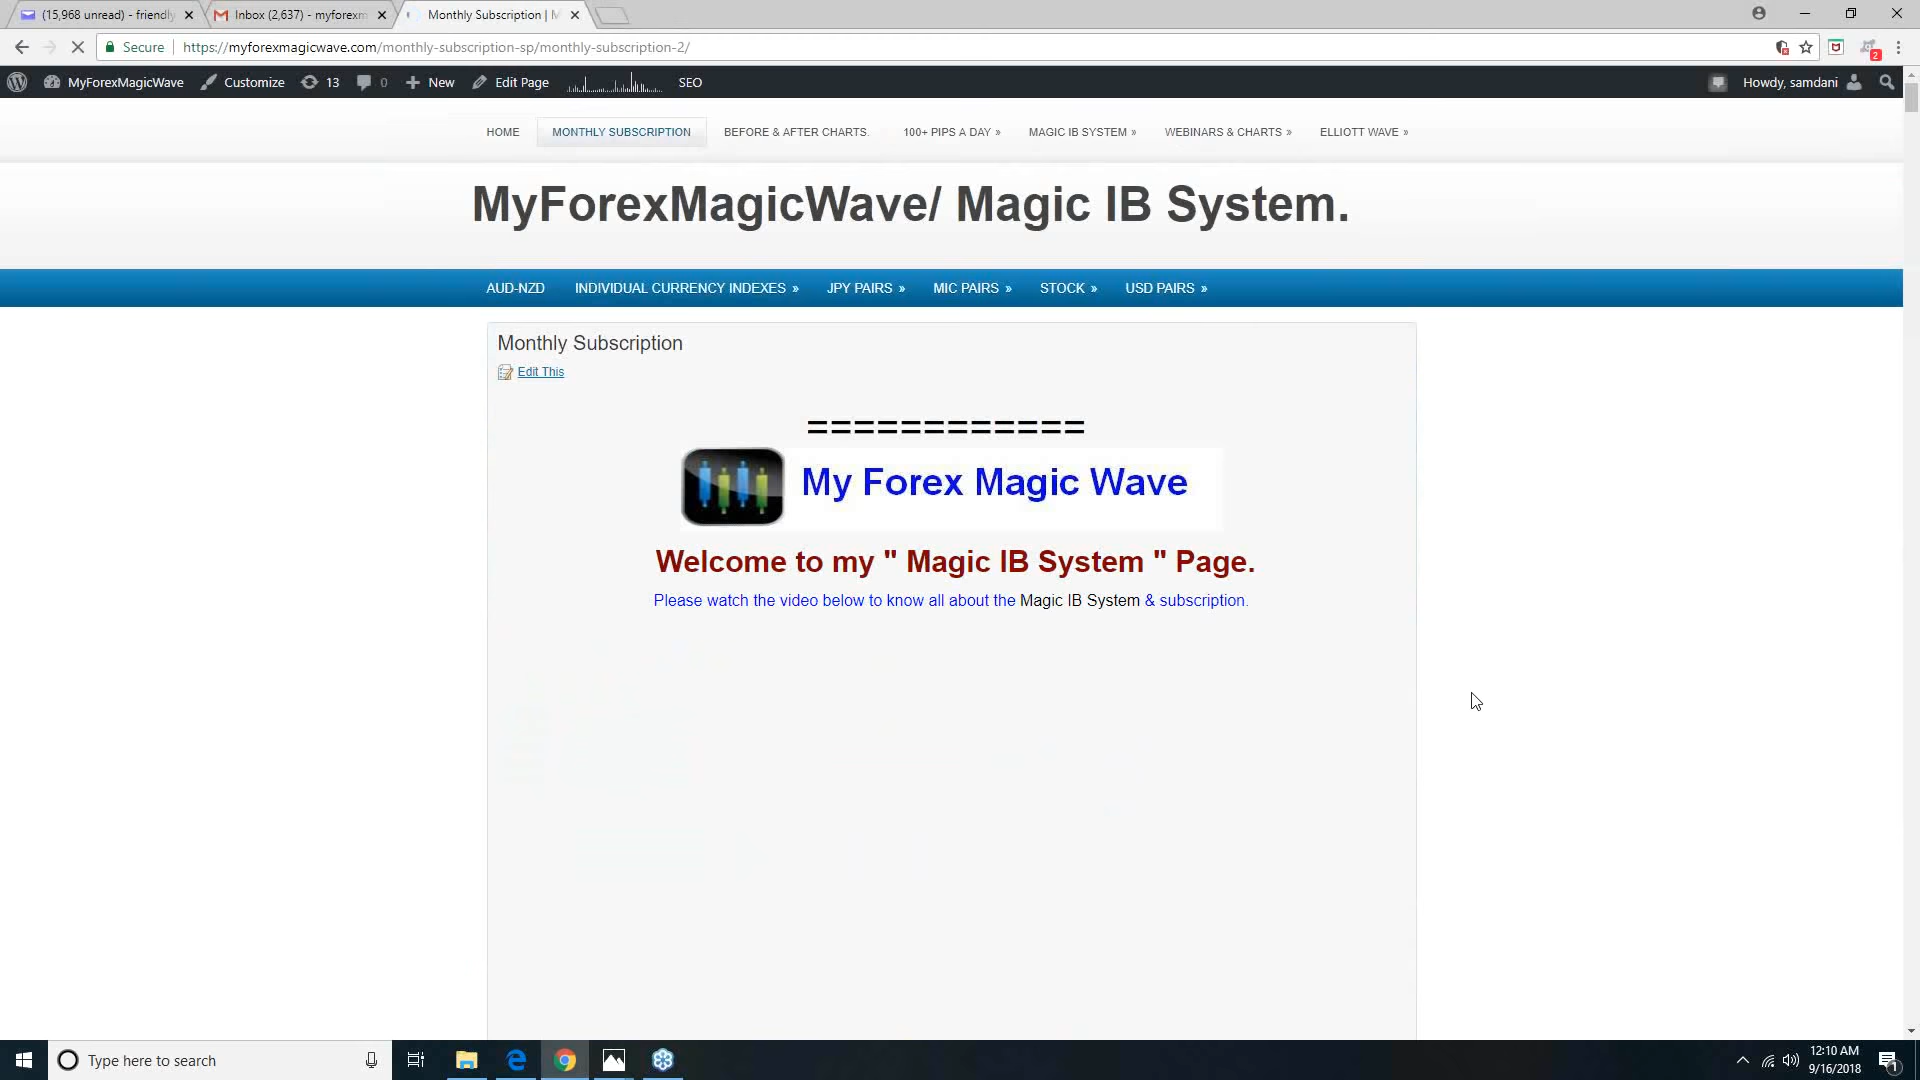 (15,968 unread) - friendly
Inbox (2,637) - myforexm
Monthly Subscription | M
Secure
https://myforexmagicwave.com/monthly-subscription-sp/monthly-subscription-2/
2
MyForexMagicWave
Customize
13
0
New
Edit Page
SEO
Howdy, samdani
HOME
MONTHLY SUBSCRIPTION
BEFORE & AFTER CHARTS.
100+ PIPS A DAY »
MAGIC IB SYSTEM »
WEBINARS & CHARTS »
ELLIOTT WAVE »
MyForexMagicWave/ Magic IB System.
AUD-NZD
INDIVIDUAL CURRENCY INDEXES »
JPY PAIRS »
MIC PAIRS »
STOCK »
USD PAIRS »
Monthly Subscription
Edit This
============
My Forex Magic Wave
Welcome to my " Magic IB System " Page.
Please watch the video below to know all about the Magic IB System & subscription.
Type here to search
12:10 AM
9/16/2018
1